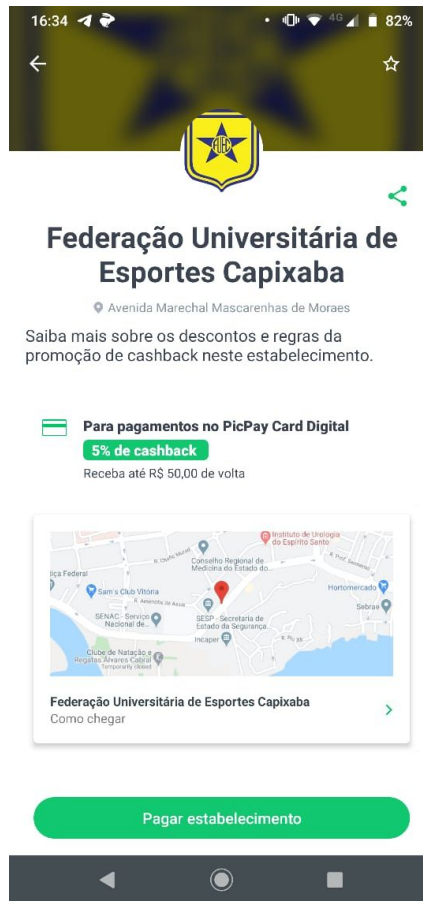 16:34
4G
82%
FUEC
Federação Universitária de
Esportes Capixaba
Avenida Marechal Mascarenhas de Moraes
Saiba mais sobre os descontos e regras da
promoção de cashback neste estabelecimento.
Para pagamentos no PicPay Card Digital
5% de cashback
Receba até R$ 50,00 de volta
Instituto de Urologia
do Espírito Santo
Conselho Regional de
Medicina do Estado do...
iça Federal
Sam's Club Vitória
Hortomercado
Sebrae
SENAC - Serviço
Nacional de...
SESP - Secretaria de
Estado da Segurança...
Incaper
Clube de Natação e
Regatas Álvares Cabral
Temporarily closed
Federação Universitária de Esportes Capixaba
Como chegar
Pagar estabelecimento